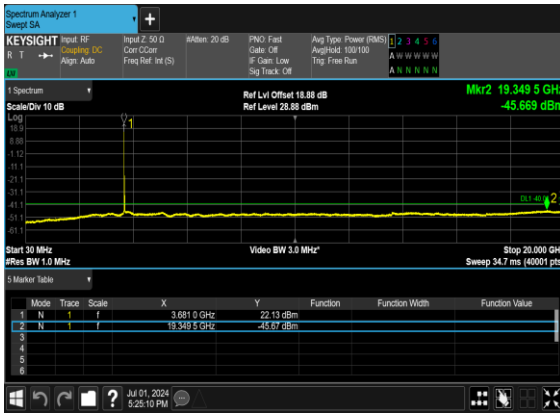 Spectrum Analyzer 1
Swept SA
KEYSIGHT Input: RF Input Z: 50 Ω #Atten: 20 dB PNO: Fast Avg Type: Power (RMS) 1 2 3 4 5 6
R T Coupling: DC Corr CCorr Gate: Off Avg|Hold: 100/100 A W W W W W
Align: Auto Freq Ref: Int (S) IF Gain: Low Trig: Free Run
Sig Track: Off A N N N N N
1 Spectrum Ref Lvl Offset 18.88 dB Mkr2 19.349 5 GHz
Scale/Div 10 dB Ref Level 28.88 dBm -45.669 dBm
Log
18.9
8.88
-1.12
-11.1
-21.1
-31.1
-41.1
-51.1
-61.1
1
2
Start 30 MHz Video BW 3.0 MHz* Stop 20.000 GHz
#Res BW 1.0 MHz Sweep 34.7 ms (40001 pts)
5 Marker Table
Mode Trace Scale X Y Function Function Width Function Value
1 N 1 f 3.681 0 GHz 22.13 dBm
2 N 1 f 19.349 5 GHz -45.67 dBm
3
4
5
6
Jul 01, 2024
5:25:10 PM